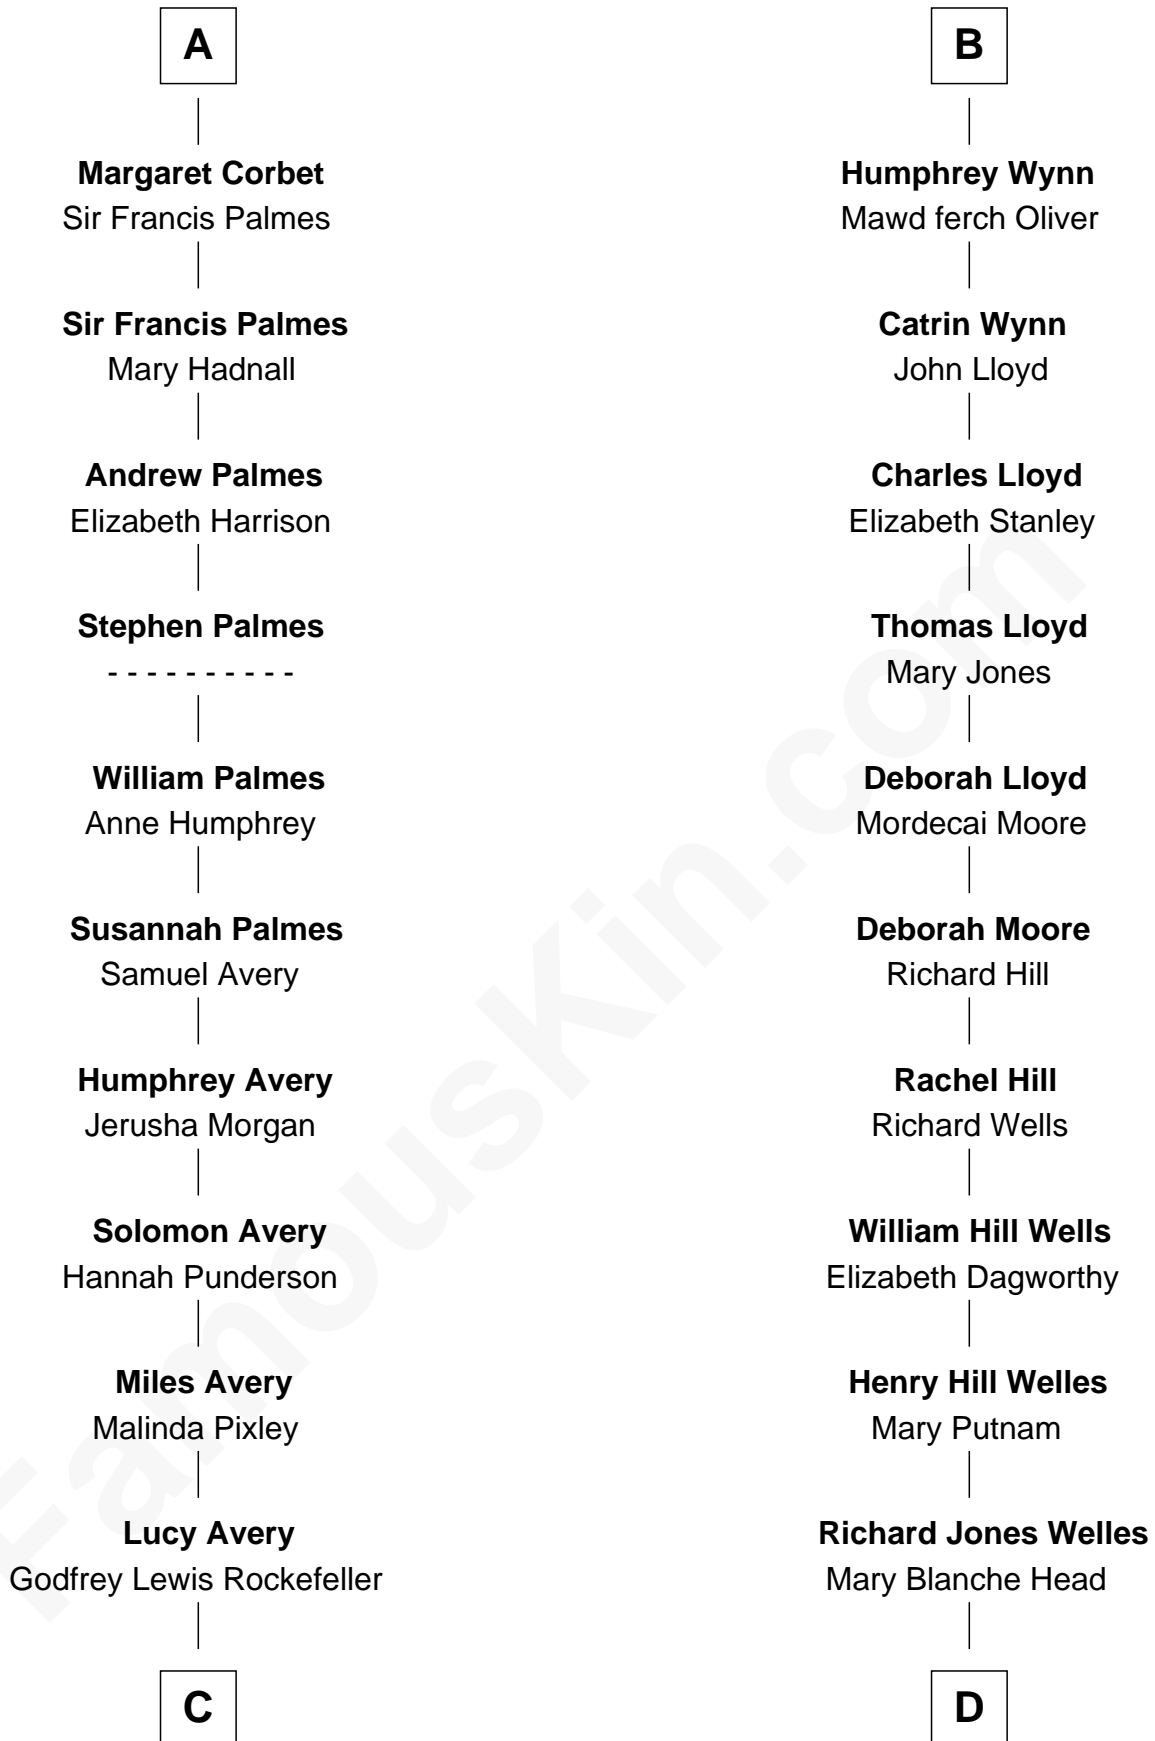 A
Margaret Corbet
Sir Francis Palmes
Sir Francis Palmes
Mary Hadnall
Andrew Palmes
Elizabeth Harrison
Stephen Palmes
- - - - - - - - - -
William Palmes
Anne Humphrey
Susannah Palmes
Samuel Avery
Humphrey Avery
Jerusha Morgan
Solomon Avery
Hannah Punderson
Miles Avery
Malinda Pixley
Lucy Avery
Godfrey Lewis Rockefeller
C
B
Humphrey Wynn
Mawd ferch Oliver
Catrin Wynn
John Lloyd
Charles Lloyd
Elizabeth Stanley
Thomas Lloyd
Mary Jones
Deborah Lloyd
Mordecai Moore
Deborah Moore
Richard Hill
Rachel Hill
Richard Wells
William Hill Wells
Elizabeth Dagworthy
Henry Hill Welles
Mary Putnam
Richard Jones Welles
Mary Blanche Head
D
FamousKin.com